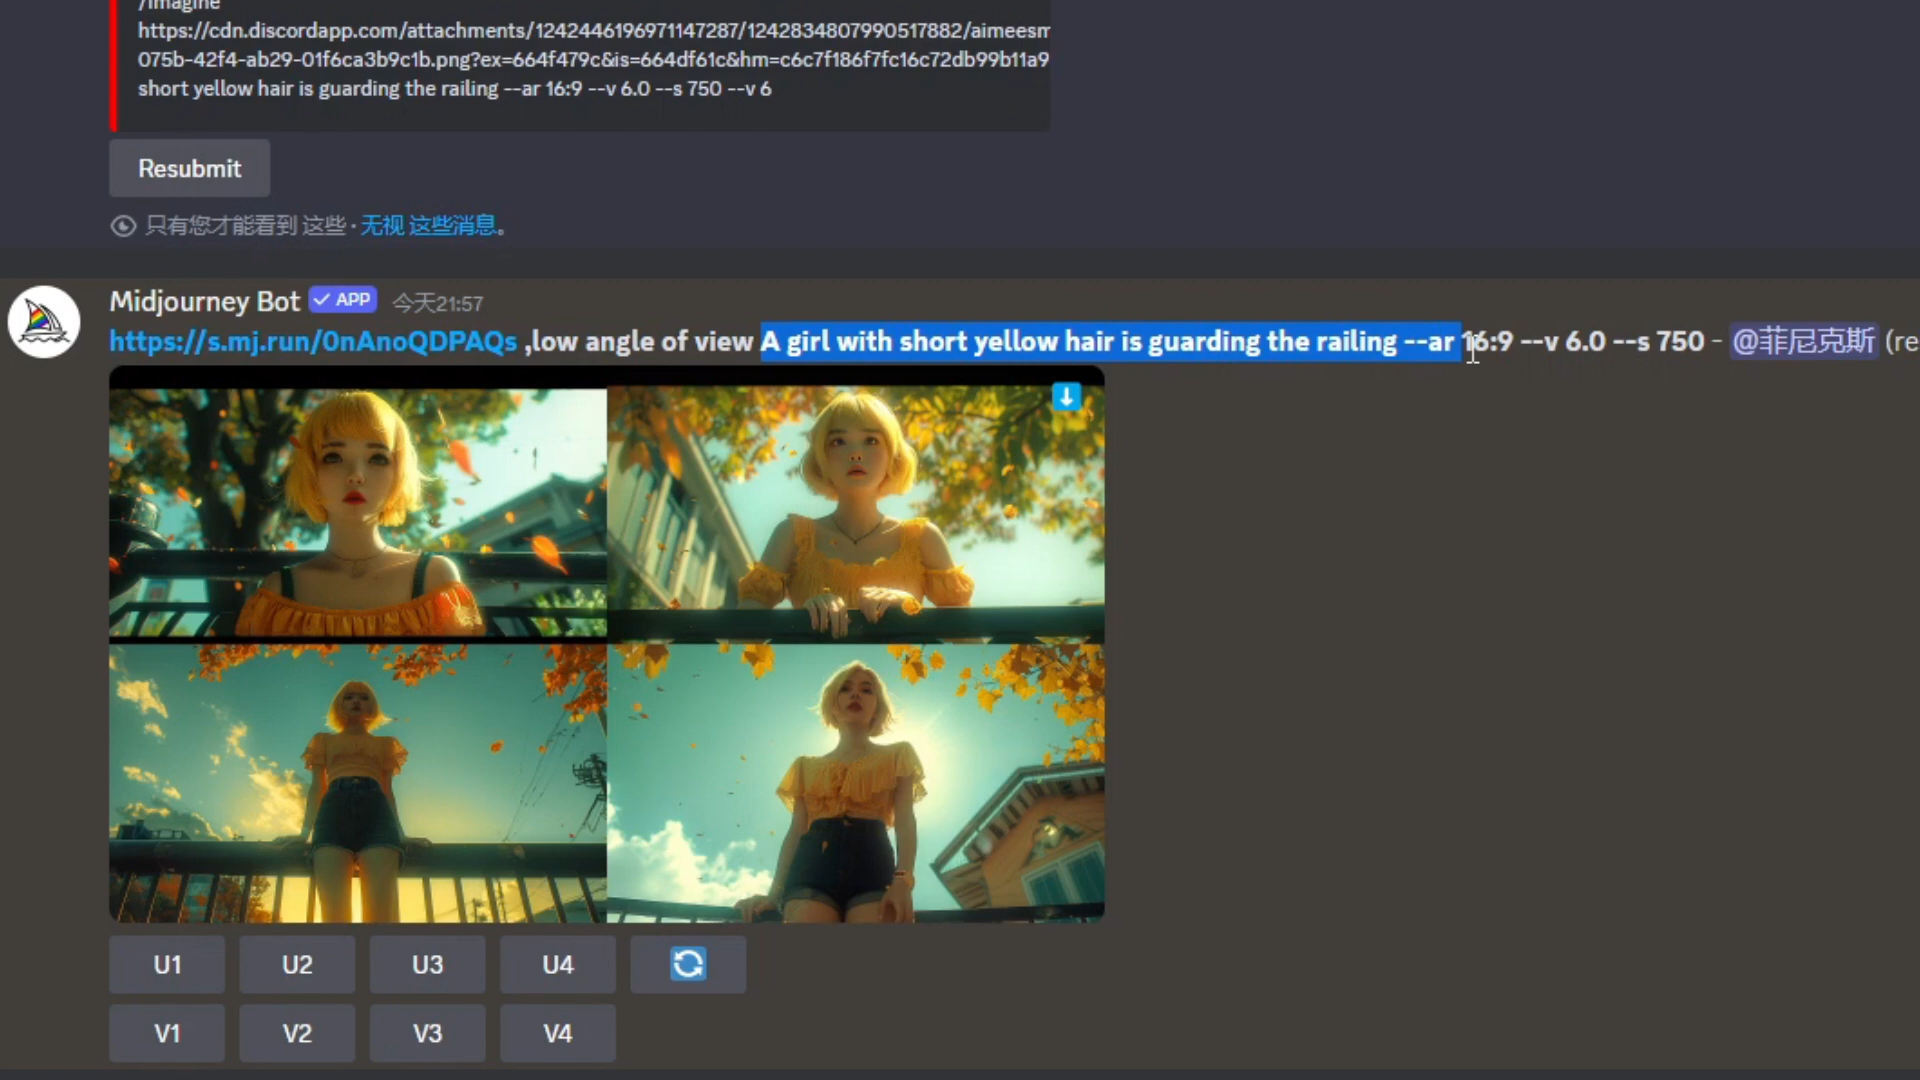 /imagine
https://cdn.discordapp.com/attachments/1242446196971147287/1242834807990517882/aimeesm
075b-42f4-ab29-01f6ca3b9c1b.png?ex=664f479c&is=664df61c&hm=c6c7f186f7fc16c72db99b11a9
short yellow hair is guarding the railing --ar 16:9 --v 6.0 --s 750 --v 6
Resubmit
只有您才能看到 这些 · 无视 这些消息。
Midjourney Bot ✓ APP 今天21:57
https://s.mj.run/0nAnoQDPAQs ,low angle of view A girl with short yellow hair is guarding the railing --ar 16:9 --v 6.0 --s 750 - @菲尼克斯 (re
U1 U2 U3 U4
V1 V2 V3 V4